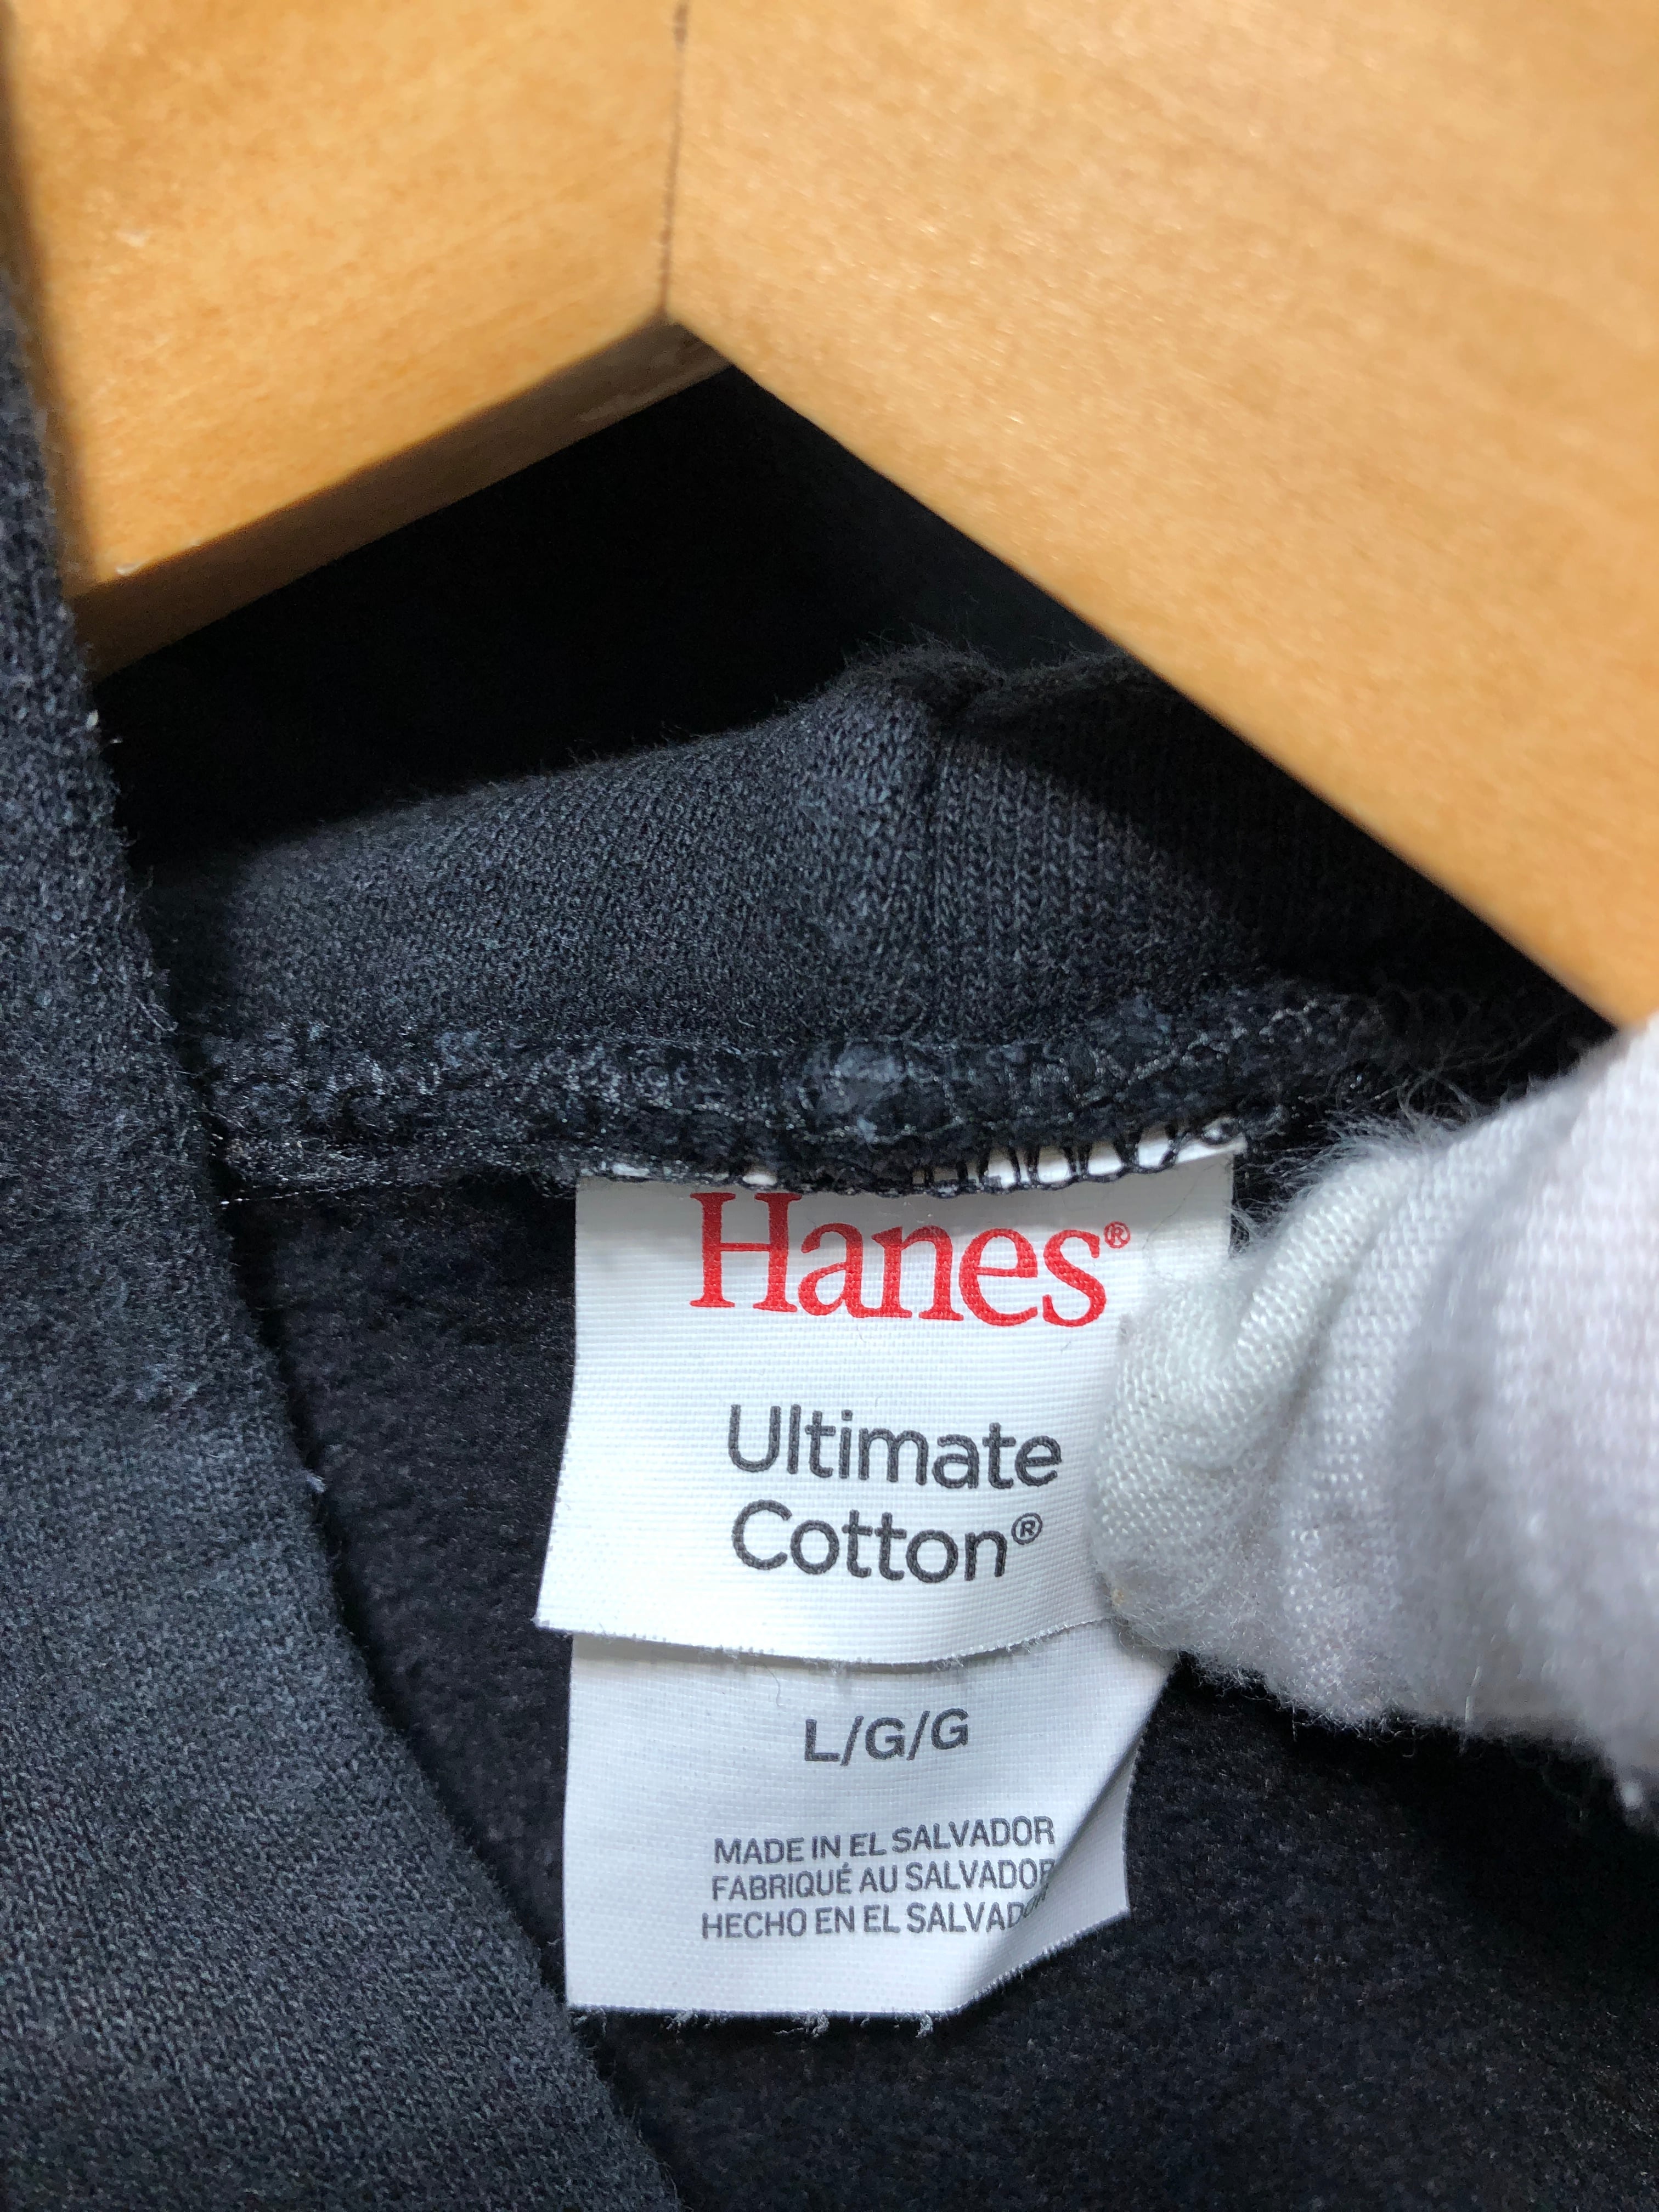 Hanes®
Ultimate
Cotton®
L/G/G
MADE IN EL SALVADOR
FABRIQUÉ AU SALVADOR
HECHO EN EL SALVADOR